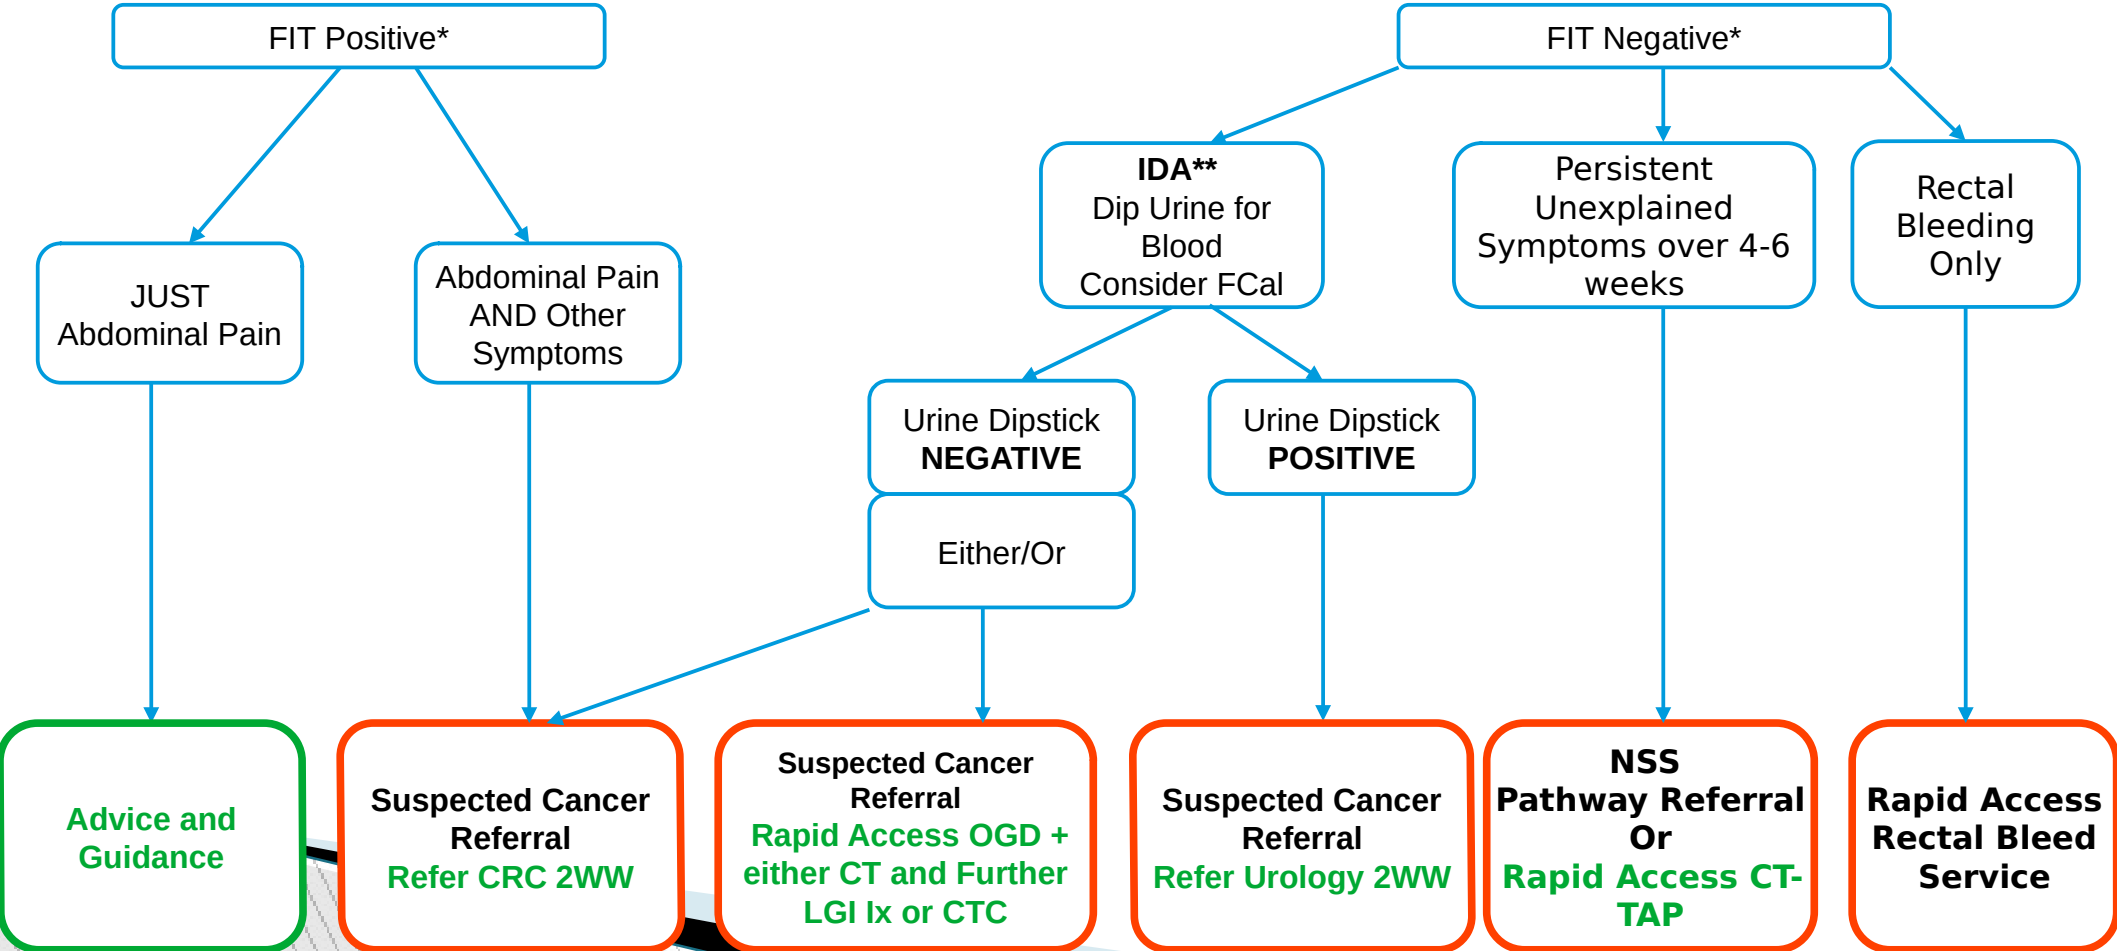 FIT Positive*
FIT Negative*
IDA**
Dip Urine for
Blood
Consider FCal
Persistent
Unexplained
Symptoms over 4-6
weeks
Rectal
Bleeding
Only
JUST
Abdominal Pain
Abdominal Pain
AND Other
Symptoms
Urine Dipstick
NEGATIVE
Urine Dipstick
POSITIVE
Either/Or
Advice and
Guidance
Suspected Cancer
Referral
Refer CRC 2WW
Suspected Cancer
Referral
Rapid Access OGD +
either CT and Further
LGI Ix or CTC
Suspected Cancer
Referral
Refer Urology 2WW
NSS
Pathway Referral
Or
Rapid Access CT-
TAP
Rapid Access
Rectal Bleed
Service